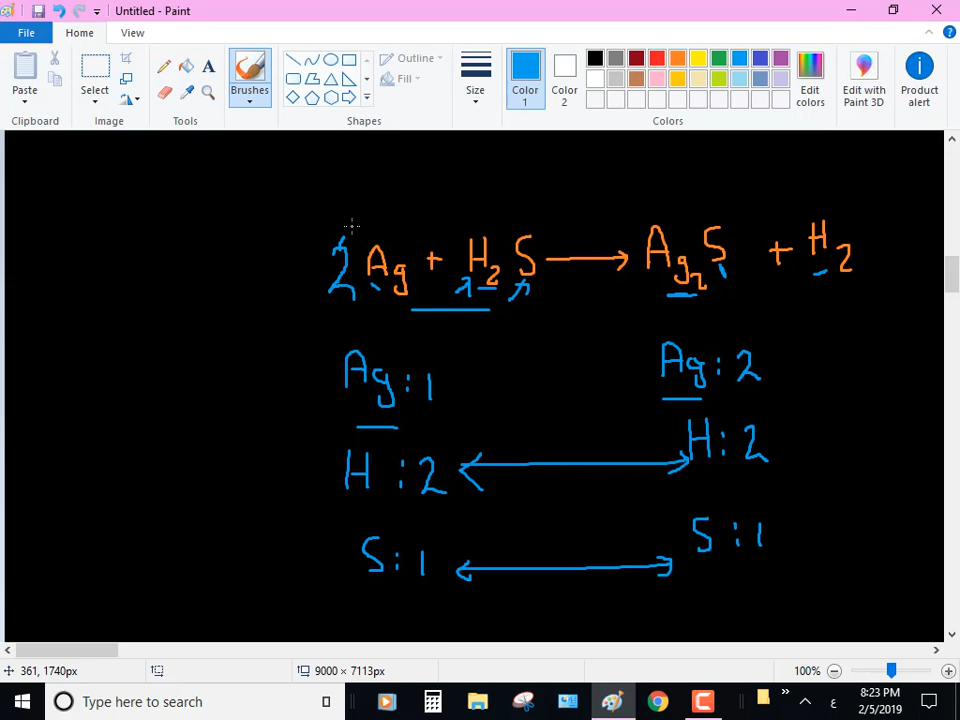 Untitled - Paint
File Home View
Paste Select Brushes Outline Fill Size Color 1 Color 2 Edit colors Edit with Paint 3D Product alert
Clipboard Image Tools Shapes Colors
2Ag + H2S → Ag2S + H2
Ag:1 Ag:2
H:2 H:2
S:1 S:1
361, 1740px 9000 × 7113px 100%
Type here to search ع 8:23 PM
2/5/2019